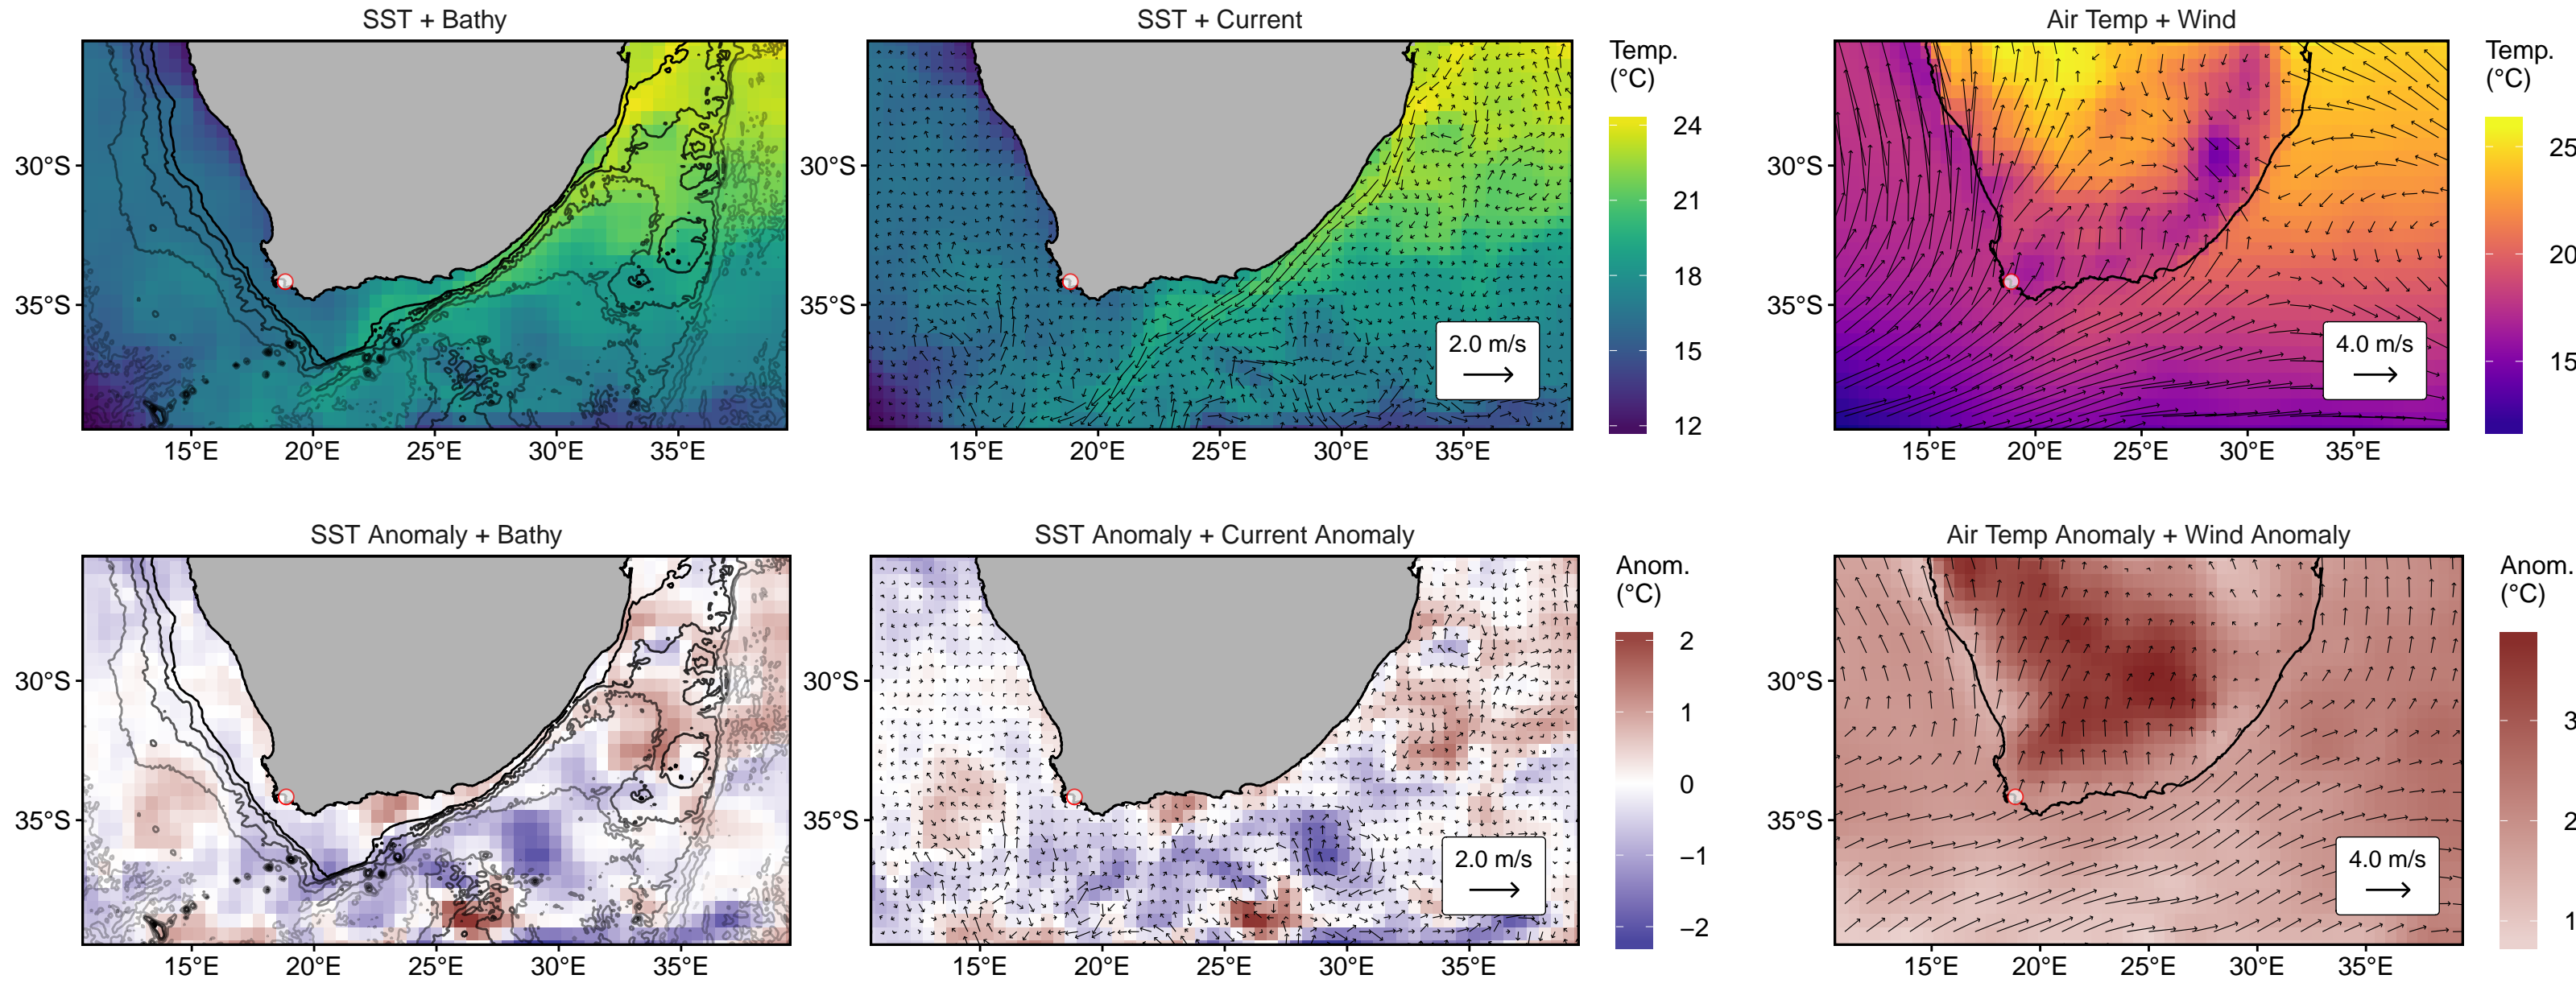 SST + Bathy
SST + Current
Air Temp + Wind
30°S
35°S
15°E 20°E 25°E 30°E 35°E
30°S
35°S
2.0 m/s
15°E 20°E 25°E 30°E 35°E
Temp.
(°C)
24
21
18
15
12
30°S
35°S
4.0 m/s
15°E 20°E 25°E 30°E 35°E
Temp.
(°C)
25
20
15
SST Anomaly + Bathy
SST Anomaly + Current Anomaly
Air Temp Anomaly + Wind Anomaly
30°S
35°S
15°E 20°E 25°E 30°E 35°E
30°S
35°S
2.0 m/s
15°E 20°E 25°E 30°E 35°E
Anom.
(°C)
2
1
0
−1
−2
30°S
35°S
4.0 m/s
15°E 20°E 25°E 30°E 35°E
Anom.
(°C)
3
2
1